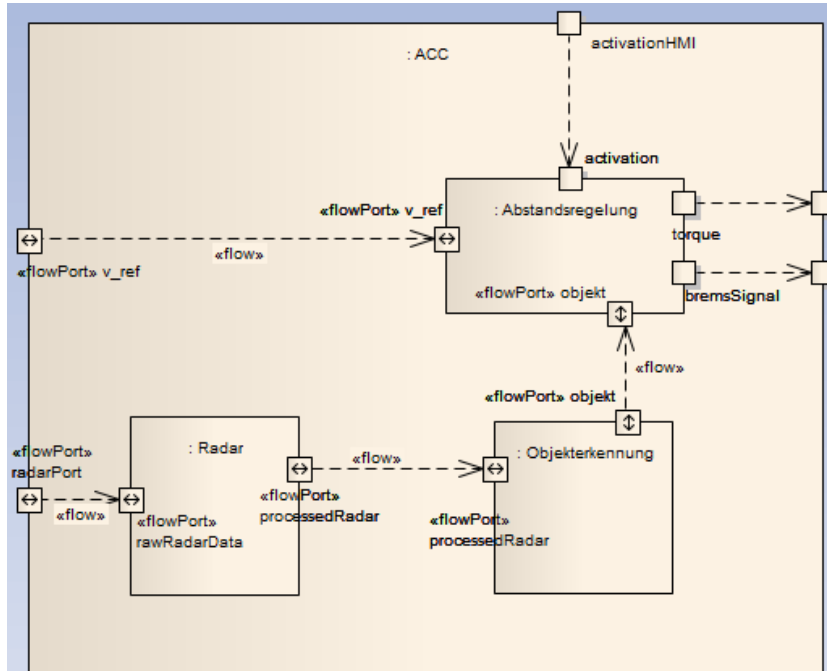 activationHMI
: ACC
activation
«flowPort» v_ref
: Abstandsregelung
torque
«flow»
«flowPort» v_ref
«flowPort» objekt
bremsSignal
«flow»
«flowPort» objekt
«flowPort»
radarPort
: Radar
«flow»
: Objekterkennung
«flow»
«flowPort»
processedRadar
«flowPort»
rawRadarData
«flowPort»
processedRadar